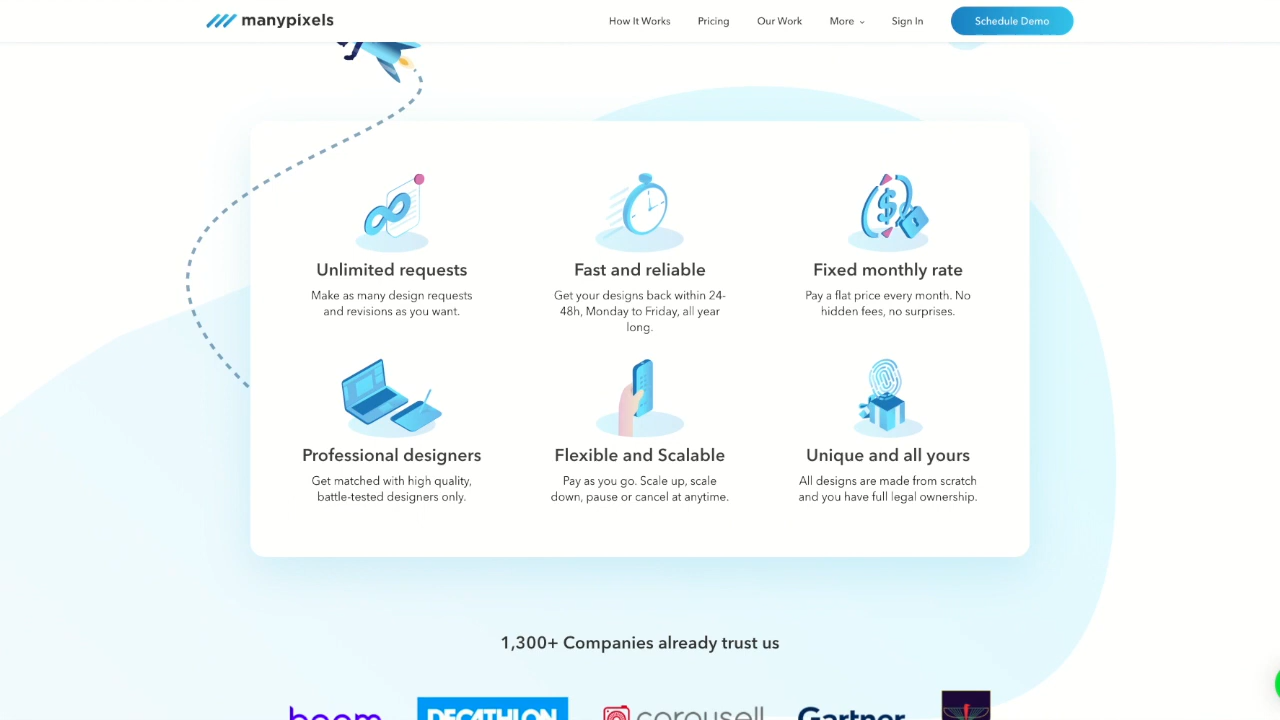 manypixels
How It Works
Pricing
Our Work
More
Sign In
Schedule Demo
Unlimited requests
Make as many design requests
and revisions as you want.
Fast and reliable
Get your designs back within 24-
48h, Monday to Friday, all year
long.
Fixed monthly rate
Pay a flat price every month. No
hidden fees, no surprises.
Professional designers
Get matched with high quality,
battle-tested designers only.
Flexible and Scalable
Pay as you go. Scale up, scale
down, pause or cancel at anytime.
Unique and all yours
All designs are made from scratch
and you have full legal ownership.
1,300+ Companies already trust us
boom
DECATHLON
carousell
Gartner